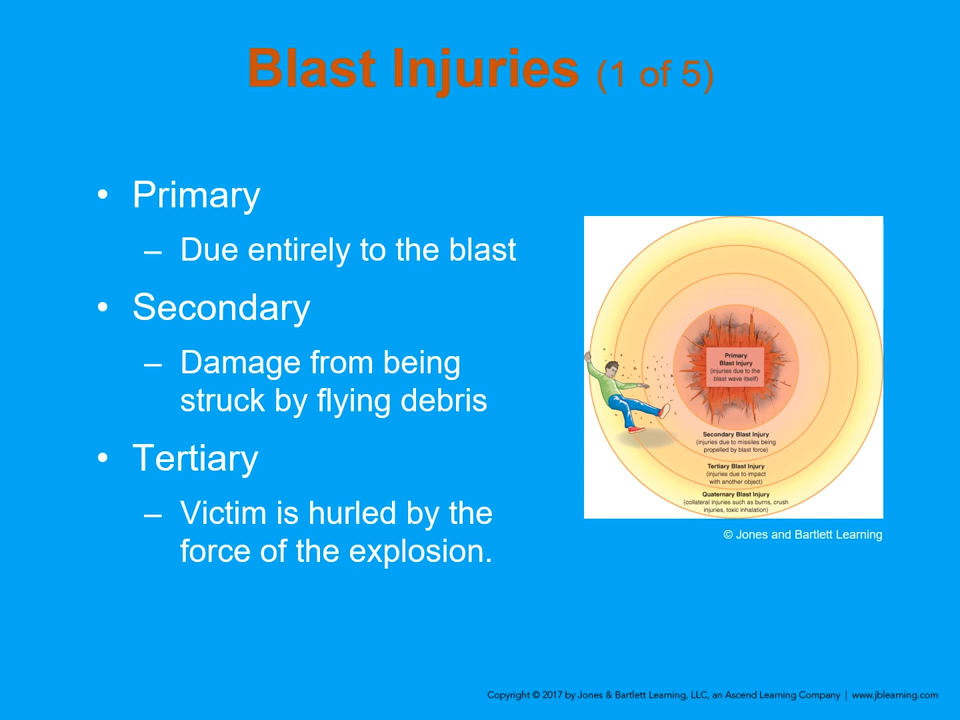 Blast Injuries (1 of 5)
• Primary
– Due entirely to the blast
• Secondary
– Damage from being
struck by flying debris
• Tertiary
– Victim is hurled by the
force of the explosion.
Primary
Blast Injury
(injuries due to the
blast wave itself)
Secondary Blast Injury
(injuries due to missiles being
propelled by blast force)
Tertiary Blast Injury
(injuries due to impact
with another object)
Quaternary Blast Injury
(collateral injuries such as burns, crush
injuries, toxic inhalation)
© Jones and Bartlett Learning
Copyright © 2017 by Jones & Bartlett Learning, LLC, an Ascend Learning Company | www.jblearning.com